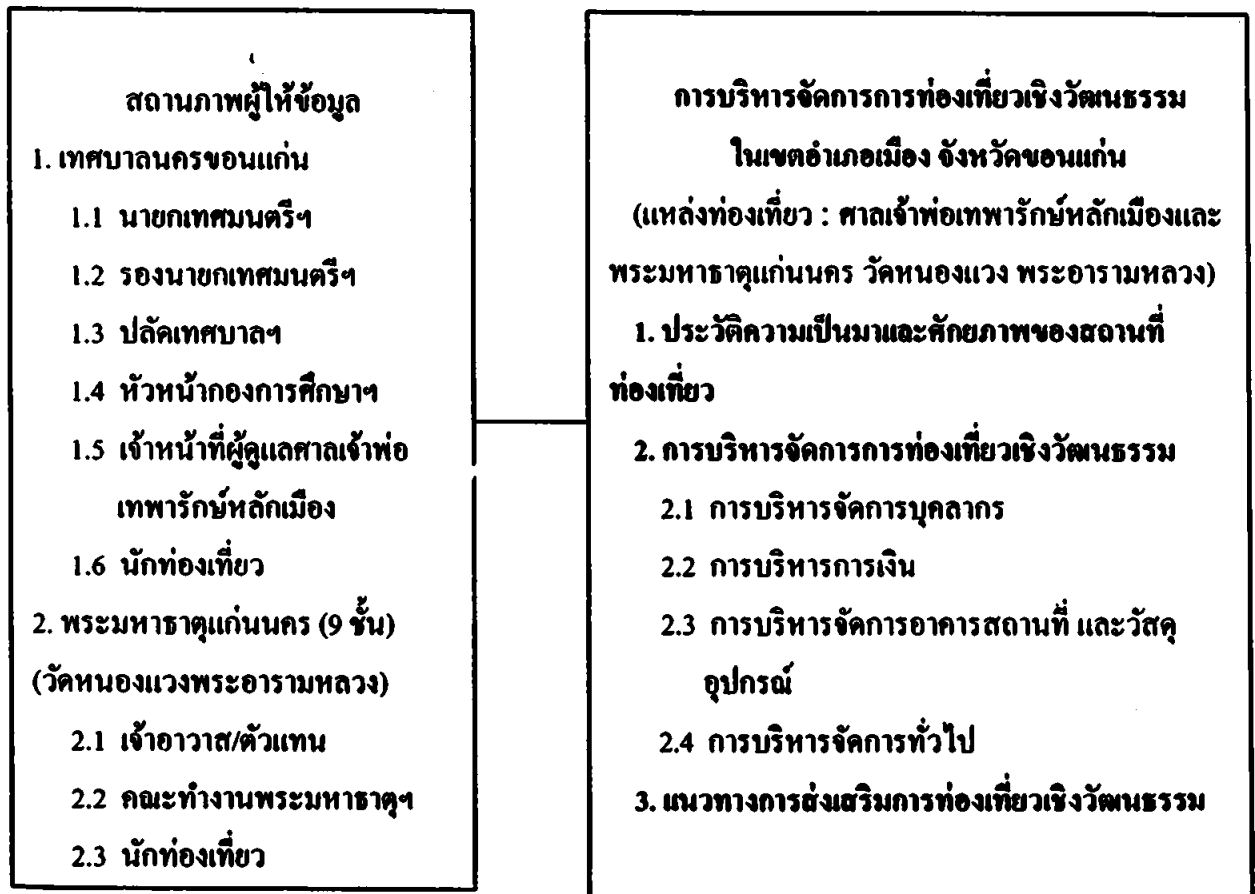 สถานภาพผู้ให้ข้อมูล
1. เทศบาลนครขอนแก่น
1.1 นายกเทศมนตรีฯ
1.2 รองนายกเทศมนตรีฯ
1.3 ปลัดเทศบาลฯ
1.4 หัวหน้ากองการศึกษาฯ
1.5 เจ้าหน้าที่ผู้ดูแลศาลเจ้าพ่อ
เทพารักษ์หลักเมือง
1.6 นักท่องเที่ยว
2. พระมหาธาตุแก่นนคร (9 ชั้น)
(วัดหนองแวงพระอารามหลวง)
2.1 เจ้าอาวาส/ตัวแทน
2.2 คณะทำงานพระมหาธาตุฯ
2.3 นักท่องเที่ยว
การบริหารจัดการการท่องเที่ยวเชิงวัฒนธรรม
ในเขตอำเภอเมือง จังหวัดขอนแก่น
(แหล่งท่องเที่ยว : ศาลเจ้าพ่อเทพารักษ์หลักเมืองและ
พระมหาธาตุแก่นนคร วัดหนองแวง พระอารามหลวง)
1. ประวัติความเป็นมาและศักยภาพของสถานที่
ท่องเที่ยว
2. การบริหารจัดการการท่องเที่ยวเชิงวัฒนธรรม
2.1 การบริหารจัดการบุคลากร
2.2 การบริหารการเงิน
2.3 การบริหารจัดการอาคารสถานที่ และวัสดุ
อุปกรณ์
2.4 การบริหารจัดการทั่วไป
3. แนวทางการส่งเสริมการท่องเที่ยวเชิงวัฒนธรรม